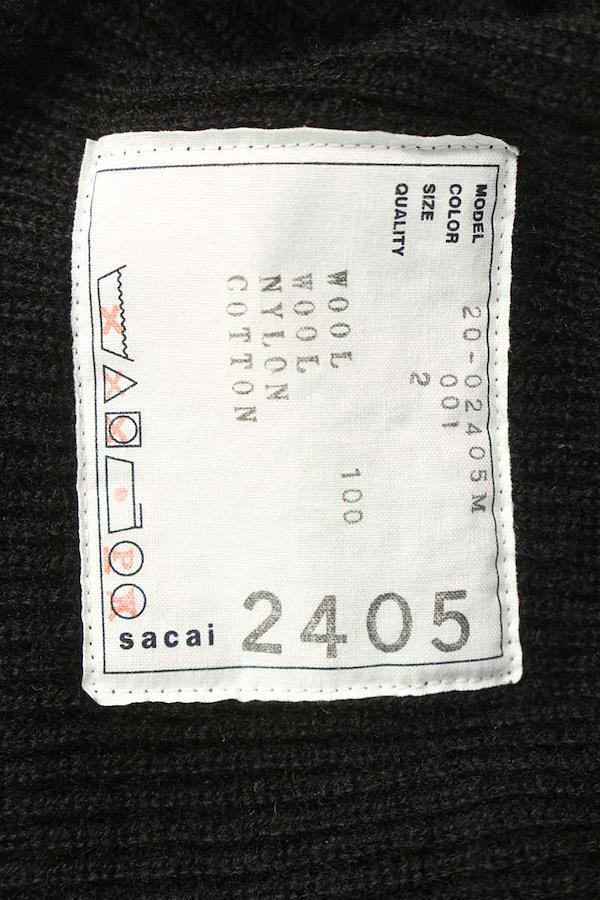 MODEL 20-02405M
COLOR 001
SIZE 2
QUALITY
WOOL 100
WOOL
NYLON
COTTON
P
sacai 2405